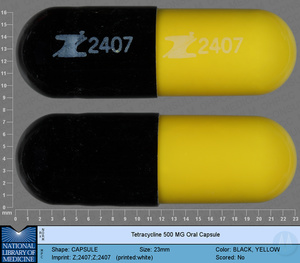 Z 2407 Z 2407
16
15
14
13
12
11
10
9
8
7
6
5
4
3
2
1
mm
0 1 2 3 4 5 6 7 8 9 10 11 12 13 14 15 16 17 18 19 20 21 22 23
Tetracycline 500 MG Oral Capsule
NATIONAL
LIBRARY OF
MEDICINE
Shape: CAPSULE Size: 23mm Color: BLACK, YELLOW
Imprint: Z;2407;Z;2407 (printed:white) Scored: No